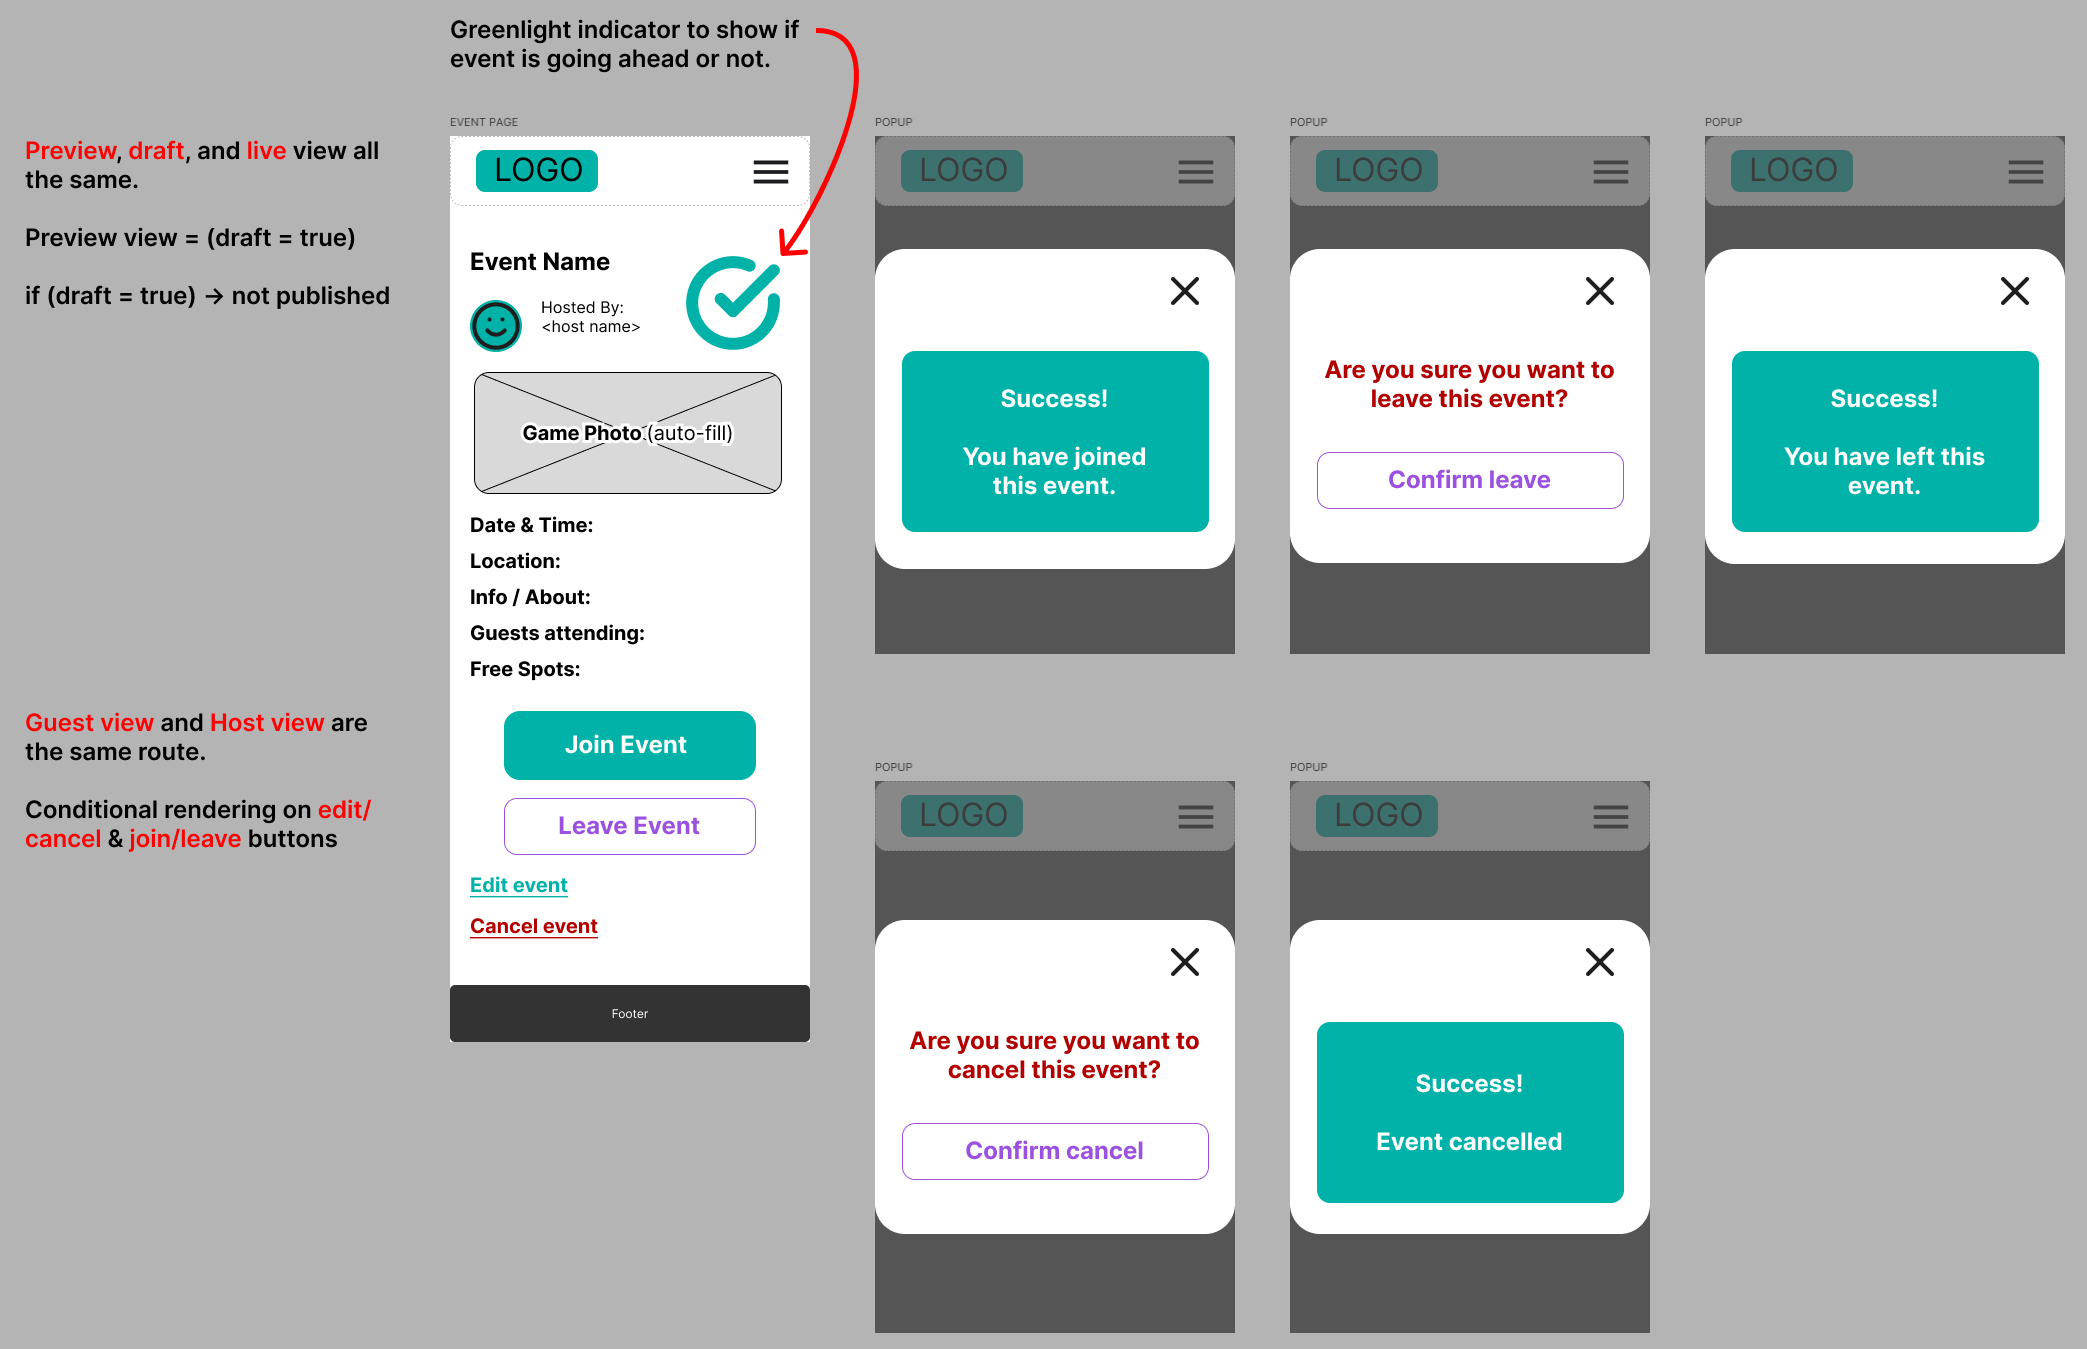 Greenlight indicator to show if
event is going ahead or not.
Preview, draft, and live view all
the same.
Preview view = (draft = true)
if (draft = true) → not published
Guest view and Host view are
the same route.
Conditional rendering on edit/
cancel & join/leave buttons
EVENT PAGE
LOGO
Event Name
Hosted By:
<host name>
Game Photo (auto-fill)
Date & Time:
Location:
Info / About:
Guests attending:
Free Spots:
Join Event
Leave Event
Edit event
Cancel event
Footer
POPUP
LOGO
Success!
You have joined
this event.
POPUP
LOGO
Are you sure you want to
leave this event?
Confirm leave
POPUP
LOGO
Success!
You have left this
event.
POPUP
LOGO
Are you sure you want to
cancel this event?
Confirm cancel
POPUP
LOGO
Success!
Event cancelled